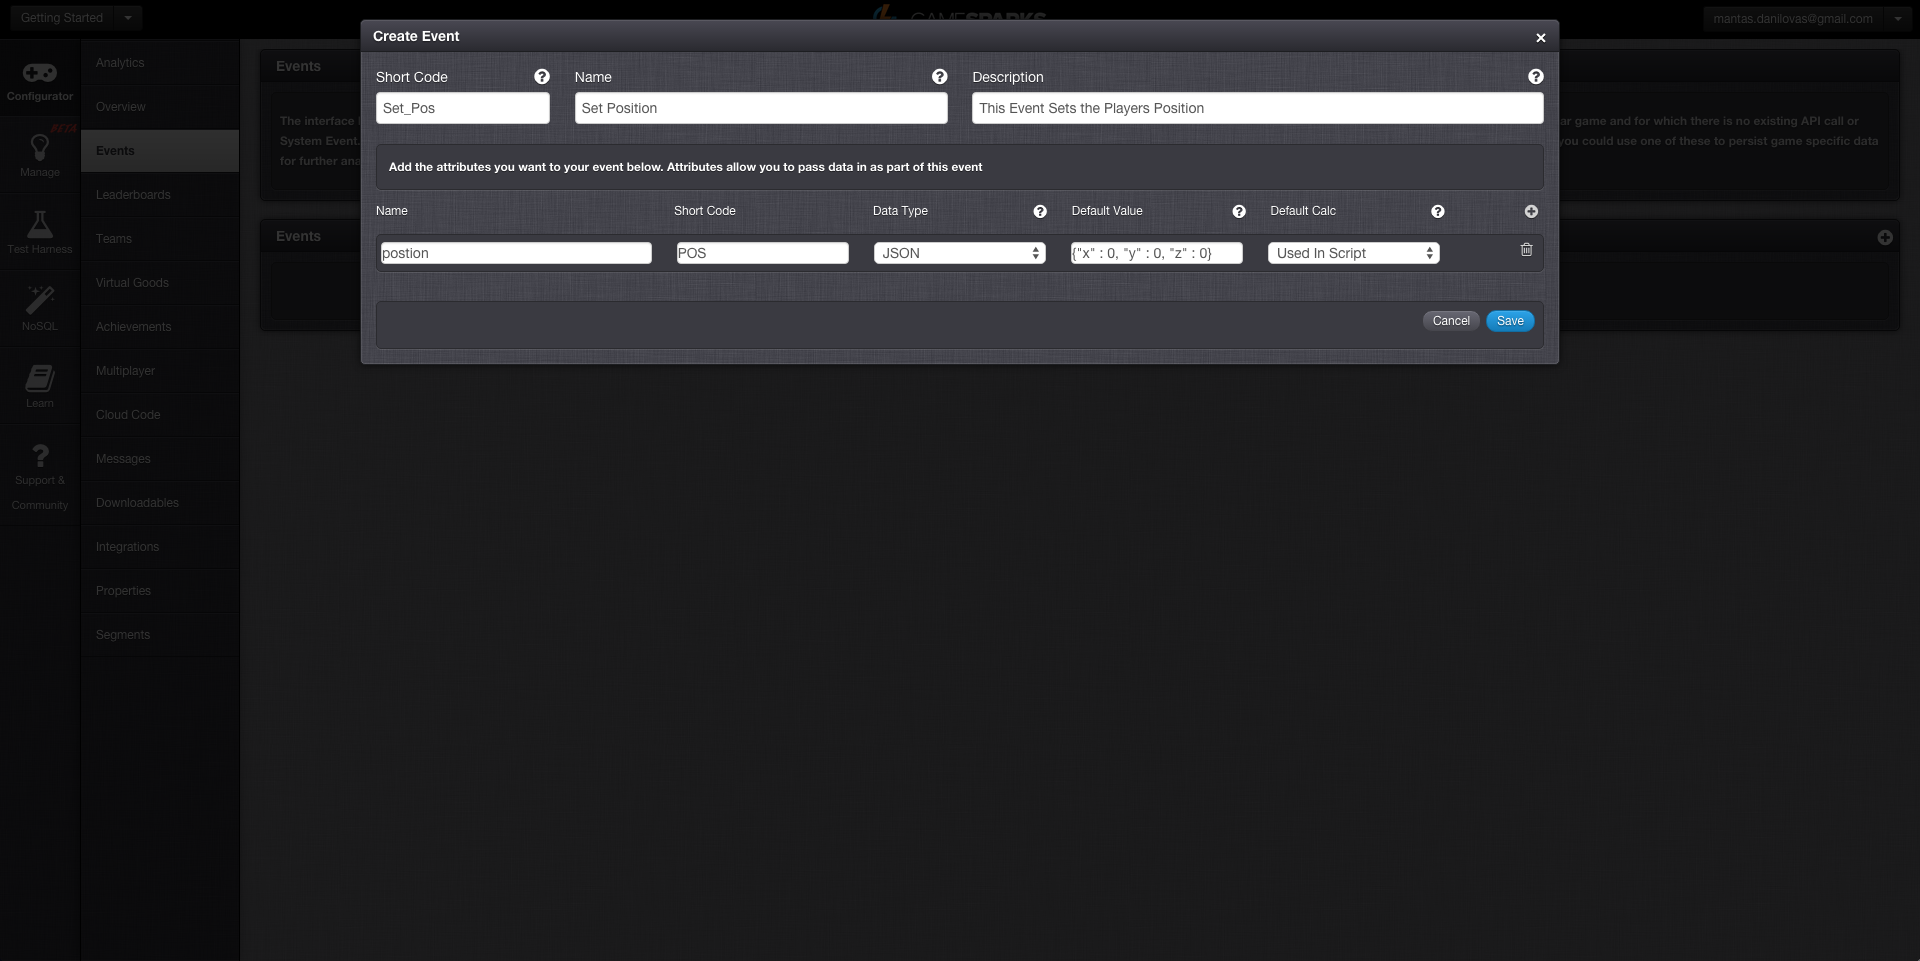 Getting Started
GAMESPARKS
mantas.danilovas@gmail.com
Create Event
×
Configurator
BETA
Manage
Test Harness
NoSQL
Learn
Support &
Community
Analytics
Overview
Events
Leaderboards
Teams
Virtual Goods
Achievements
Multiplayer
Cloud Code
Messages
Downloadables
Integrations
Properties
Segments
Events
The interface
ar game and for which there is no existing API call or
System Event.
you could use one of these to persist game specific data
for further ana
Events
Short Code ? Name ? Description ?
Set_Pos Set Position This Event Sets the Players Position
Add the attributes you want to your event below. Attributes allow you to pass data in as part of this event
Name Short Code Data Type ? Default Value ? Default Calc ?
postion POS JSON {"x" : 0, "y" : 0, "z" : 0} Used In Script
Cancel Save